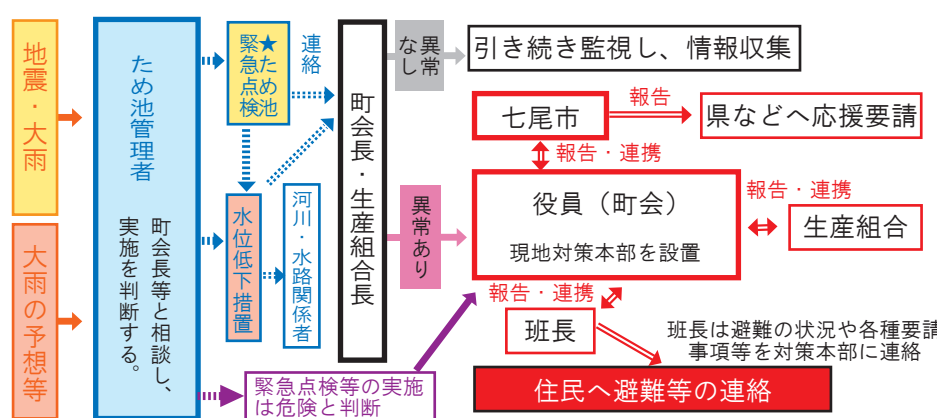 地震・大雨
大雨の予想等
ため池管理者
町会長等と相談し、
実施を判断する。
★ため池
緊急点検
連絡
水位低下措置
河川・水路関係者
緊急点検等の実施
は危険と判断
町会長・生産組合長
異常
なし
引き続き監視し、情報収集
異常あり
七尾市
報告
県などへ応援要請
報告・連携
役員（町会）
現地対策本部を設置
報告・連携
生産組合
報告・連携
班長
班長は避難の状況や各種要請
事項等を対策本部に連絡
住民へ避難等の連絡